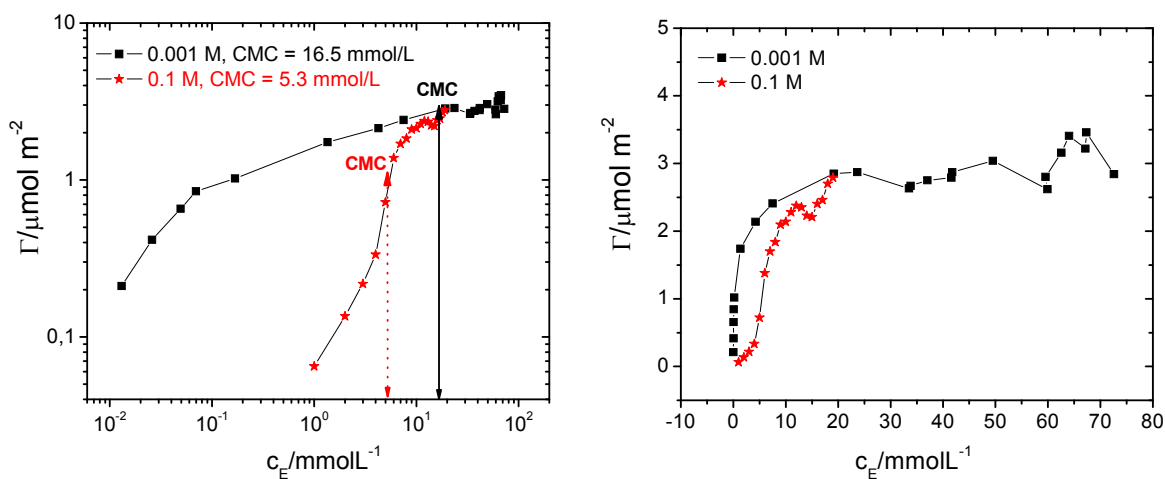 10
1
0,1
Γ/μmol m⁻²
0.001 M, CMC = 16.5 mmol/L
0.1 M, CMC = 5.3 mmol/L
CMC
CMC
10⁻² 10⁻¹ 10⁰ 10¹ 10²
c_E/mmolL⁻¹
5
4
3
2
1
0
Γ/μmol m⁻²
0.001 M
0.1 M
-10 0 10 20 30 40 50 60 70 80
c_E/mmolL⁻¹